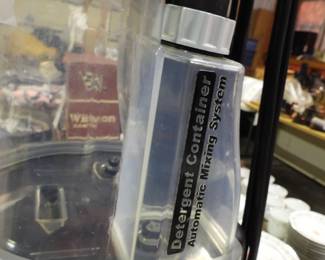 Detergent Container
Automatic Mixing System